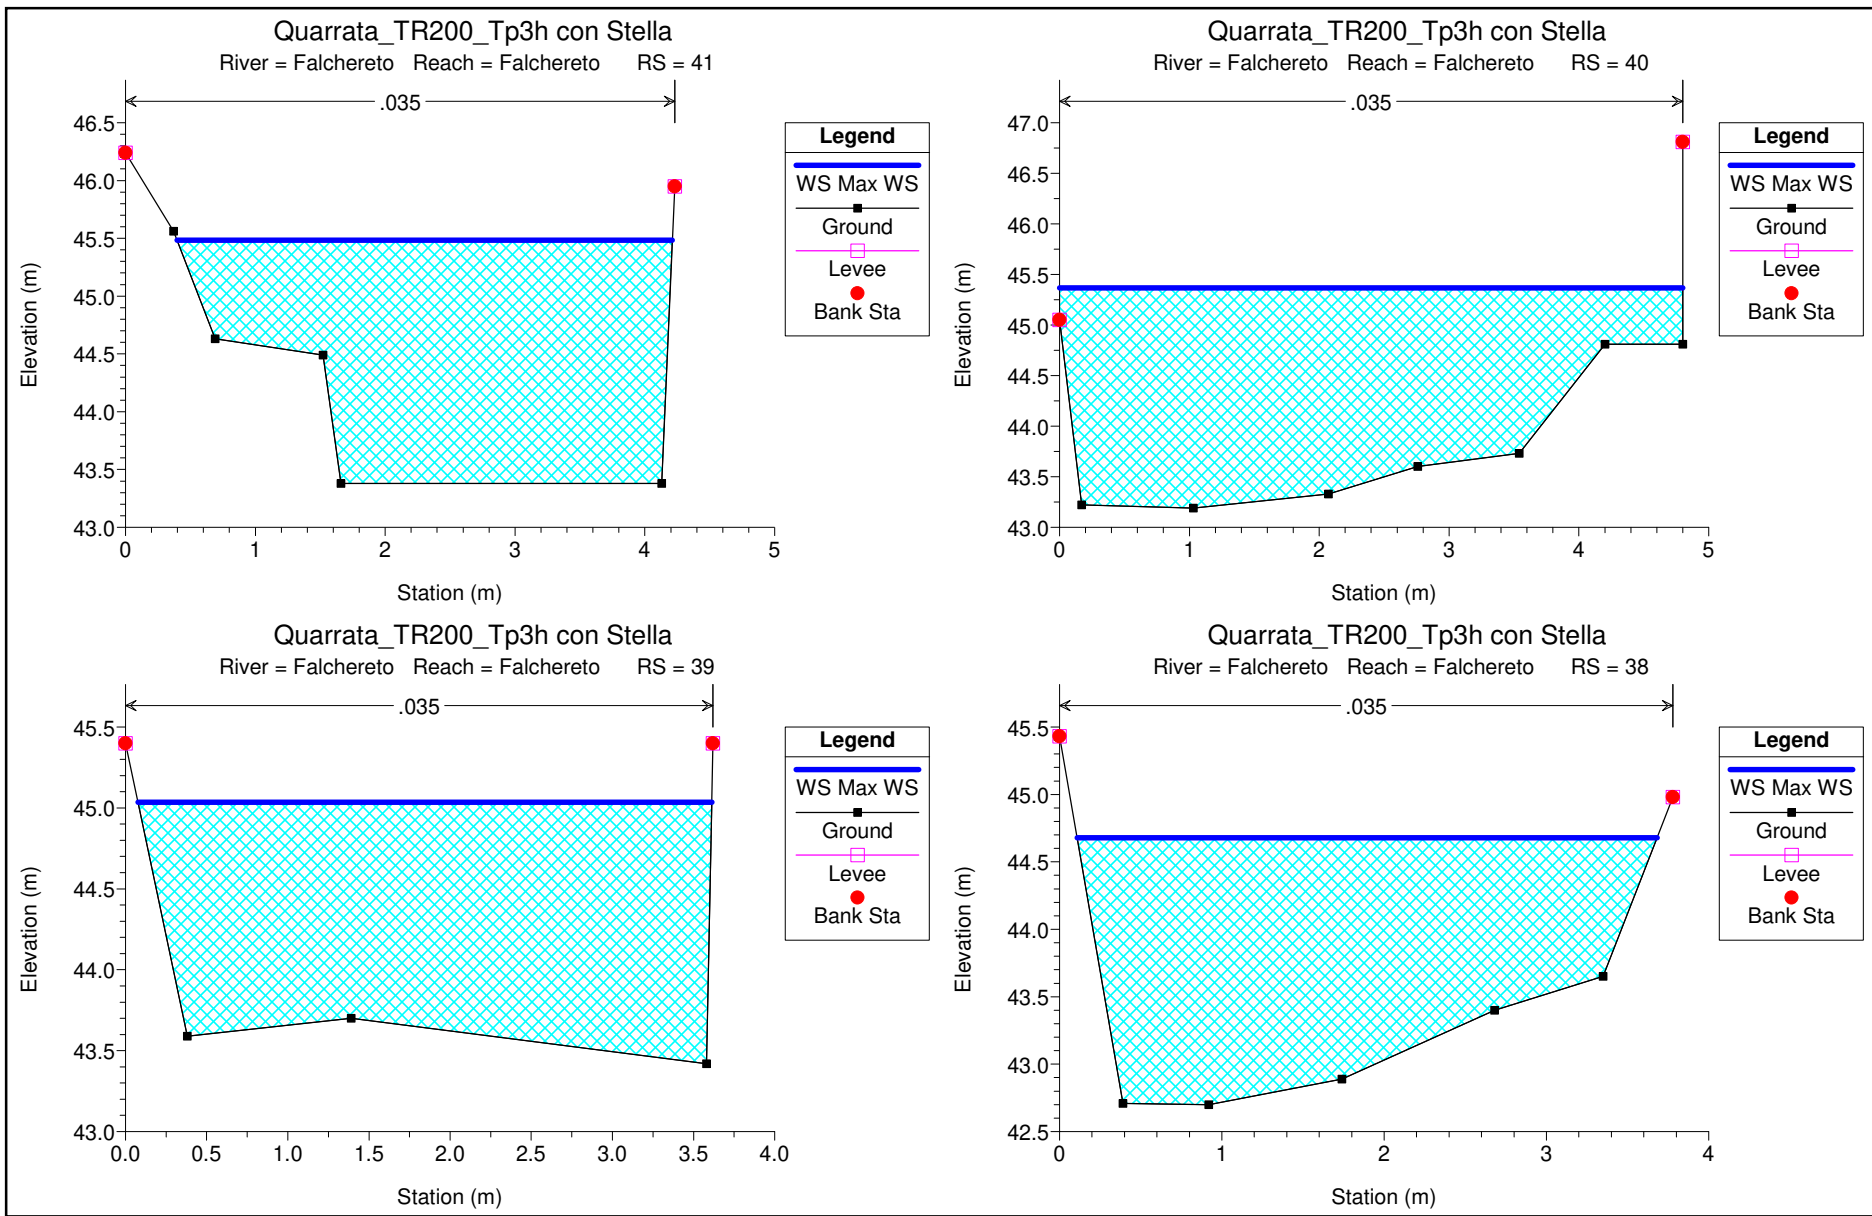 Quarrata_TR200_Tp3h con Stella
River = Falchereto Reach = Falchereto RS = 41
.035
46.5
46.0
45.5
45.0
44.5
44.0
43.5
43.0
0 1 2 3 4 5
Station (m)
Elevation (m)
Legend
WS Max WS
Ground
Levee
Bank Sta
Quarrata_TR200_Tp3h con Stella
River = Falchereto Reach = Falchereto RS = 40
.035
47.0
46.5
46.0
45.5
45.0
44.5
44.0
43.5
43.0
0 1 2 3 4 5
Station (m)
Elevation (m)
Legend
WS Max WS
Ground
Levee
Bank Sta
Quarrata_TR200_Tp3h con Stella
River = Falchereto Reach = Falchereto RS = 39
.035
45.5
45.0
44.5
44.0
43.5
43.0
0.0 0.5 1.0 1.5 2.0 2.5 3.0 3.5 4.0
Station (m)
Elevation (m)
Legend
WS Max WS
Ground
Levee
Bank Sta
Quarrata_TR200_Tp3h con Stella
River = Falchereto Reach = Falchereto RS = 38
.035
45.5
45.0
44.5
44.0
43.5
43.0
42.5
0 1 2 3 4
Station (m)
Elevation (m)
Legend
WS Max WS
Ground
Levee
Bank Sta